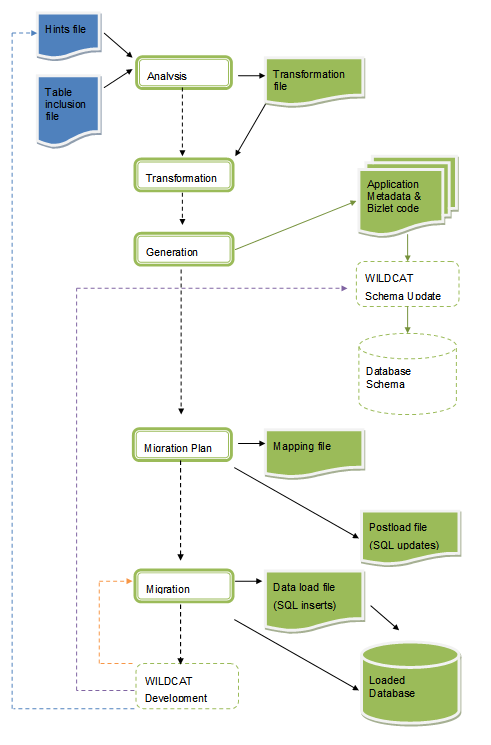 Hints file
Table
inclusion
file
Analysis
Transformation
file
Transformation
Application
Metadata &
Bizlet code
Generation
WILDCAT
Schema Update
Database
Schema
Migration Plan
Mapping file
Postload file
(SQL updates)
Migration
Data load file
(SQL inserts)
WILDCAT
Development
Loaded
Database